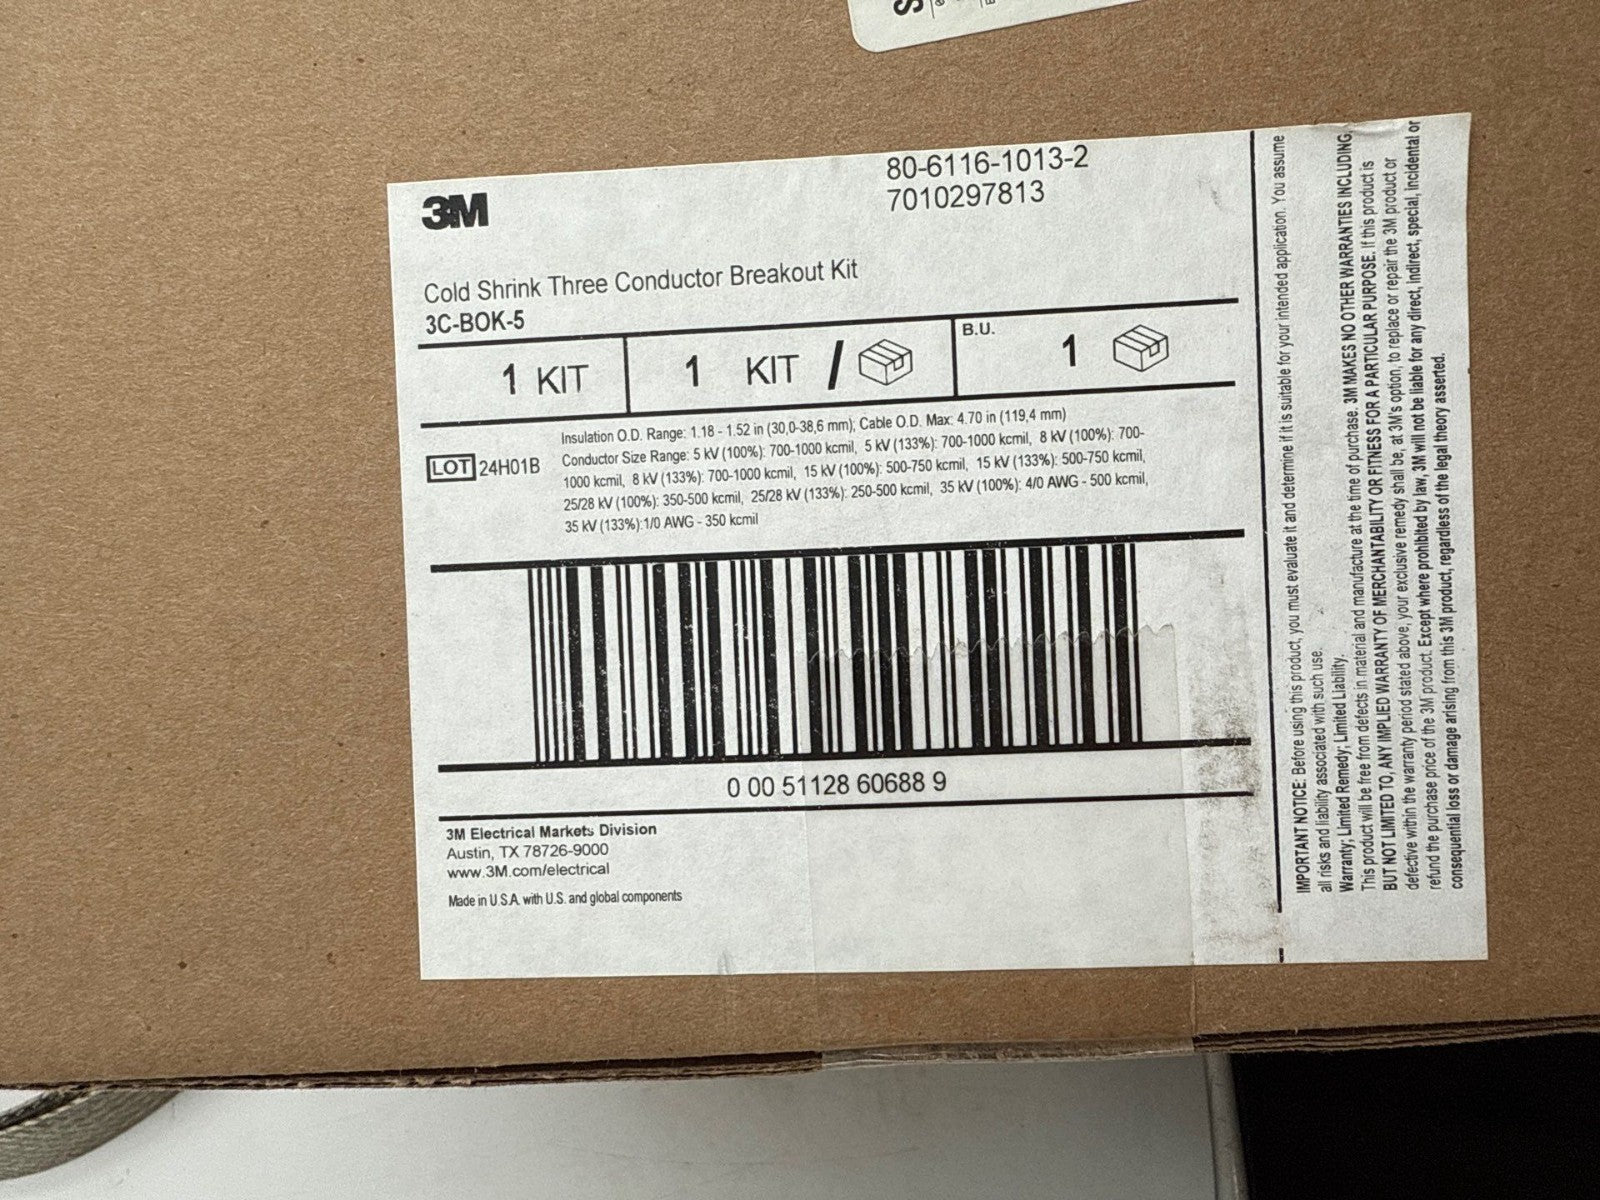 3M
80-6116-1013-2
7010297813
Cold Shrink Three Conductor Breakout Kit
3C-BOK-5
1 KIT
1 KIT /
B.U.
1
LOT 24H01B
Insulation O.D. Range: 1.18 - 1.52 in (30,0-38,6 mm); Cable O.D. Max: 4.70 in (119,4 mm)
Conductor Size Range: 5 kV (100%): 700-1000 kcmil, 5 kV (133%): 700-1000 kcmil, 8 kV (100%): 700-
1000 kcmil, 8 kV (133%): 700-1000 kcmil, 15 kV (100%): 500-750 kcmil, 15 kV (133%): 500-750 kcmil,
25/28 kV (100%): 350-500 kcmil, 25/28 kV (133%): 250-500 kcmil, 35 kV (100%): 4/0 AWG - 500 kcmil,
35 kV (133%):1/0 AWG - 350 kcmil
0 00 51128 60688 9
3M Electrical Markets Division
Austin, TX 78726-9000
www.3M.com/electrical
Made in U.S.A. with U.S. and global components
IMPORTANT NOTICE: Before using this product, you must evaluate it and determine if it is suitable for your intended application. You assume
all risks and liability associated with such use.
Warranty; Limited Remedy; Limited Liability.
This product will be free from defects in material and manufacture at the time of purchase. 3M MAKES NO OTHER WARRANTIES INCLUDING,
BUT NOT LIMITED TO, ANY IMPLIED WARRANTY OF MERCHANTABILITY OR FITNESS FOR A PARTICULAR PURPOSE. If this product is
defective within the warranty period stated above, your exclusive remedy shall be, at 3M's option, to replace or repair the 3M product or
refund the purchase price of the 3M product. Except where prohibited by law, 3M will not be liable for any direct, indirect, special, incidental or
consequential loss or damage arising from this 3M product, regardless of the legal theory asserted.